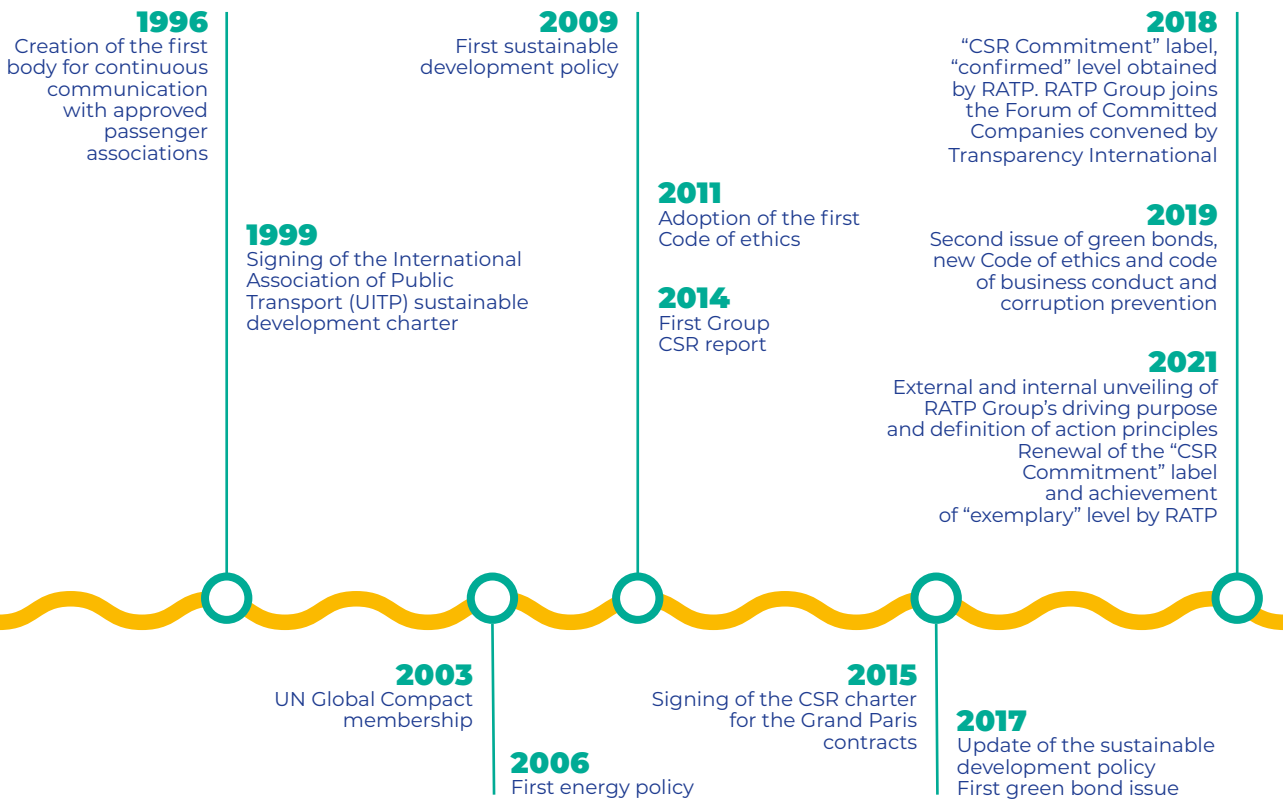 1996
Creation of the first
body for continuous
communication
with approved
passenger
associations
1999
Signing of the International
Association of Public
Transport (UITP) sustainable
development charter
2003
UN Global Compact
membership
2006
First energy policy
2009
First sustainable
development policy
2011
Adoption of the first
Code of ethics
2014
First Group
CSR report
2015
Signing of the CSR charter
for the Grand Paris
contracts
2017
Update of the sustainable
development policy
First green bond issue
2018
“CSR Commitment” label,
“confirmed” level obtained
by RATP. RATP Group joins
the Forum of Committed
Companies convened by
Transparency International
2019
Second issue of green bonds,
new Code of ethics and code
of business conduct and
corruption prevention
2021
External and internal unveiling of
RATP Group’s driving purpose
and definition of action principles
Renewal of the “CSR
Commitment” label
and achievement
of “exemplary” level by RATP